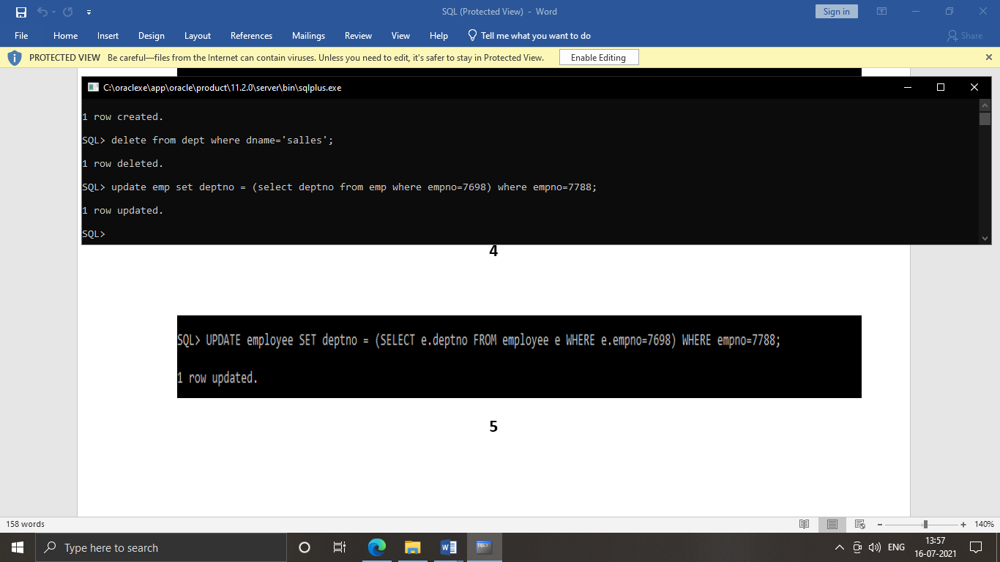 SQL (Protected View) - Word
Sign in
File Home Insert Design Layout References Mailings Review View Help Tell me what you want to do Share
PROTECTED VIEW Be careful—files from the Internet can contain viruses. Unless you need to edit, it's safer to stay in Protected View. Enable Editing
C:\oraclexe\app\oracle\product\11.2.0\server\bin\sqlplus.exe
1 row created.
SQL> delete from dept where dname='salles';
1 row deleted.
SQL> update emp set deptno = (select deptno from emp where empno=7698) where empno=7788;
1 row updated.
SQL>
4
SQL> UPDATE employee SET deptno = (SELECT e.deptno FROM employee e WHERE e.empno=7698) WHERE empno=7788;
1 row updated.
5
158 words
140%
Type here to search
ENG
13:57
16-07-2021